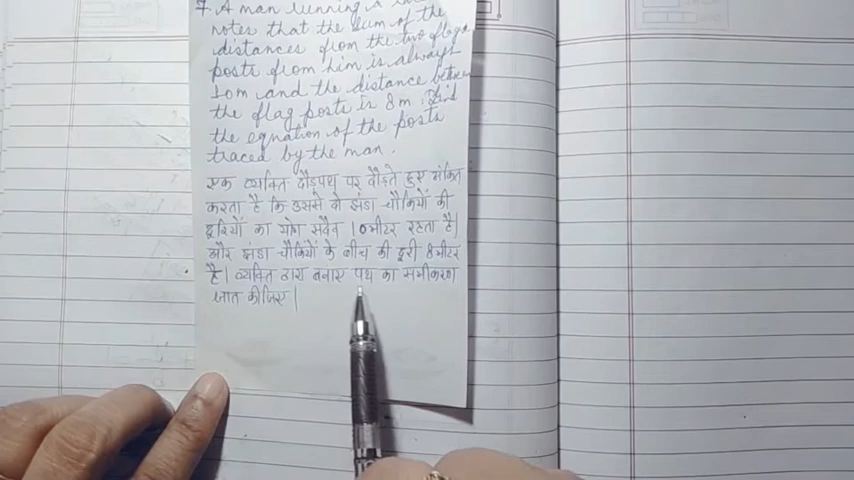 7. A man running a
notes that the sum of the
distances from the two flag
posts from him is always
10m and the distance between
the flag posts is 8m. Find
the equation of the posts
traced by the man.
एक व्यक्ति दौड़पथ पर दौड़ते हुए अंकित
करता है कि उससे दो झंडा चौकियों की
दूरियों का योग सदैव 10मीटर रहता है|
और झंडा चौकियों के बीच की दूरी 8मीटर
है| व्यक्ति द्वारा बनाए पथ का समीकरण
ज्ञात कीजिए|